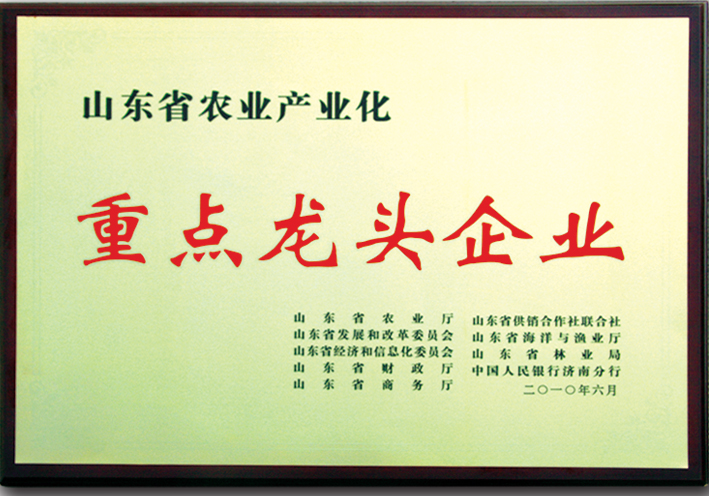 山东省农业产业化
重点龙头企业
山东省农业厅
山东省发展和改革委员会
山东省经济和信息化委员会
山东省财政厅
山东省商务厅
山东省供销合作社联合社
山东省海洋与渔业厅
山东省林业局
中国人民银行济南分行
二〇一〇年六月